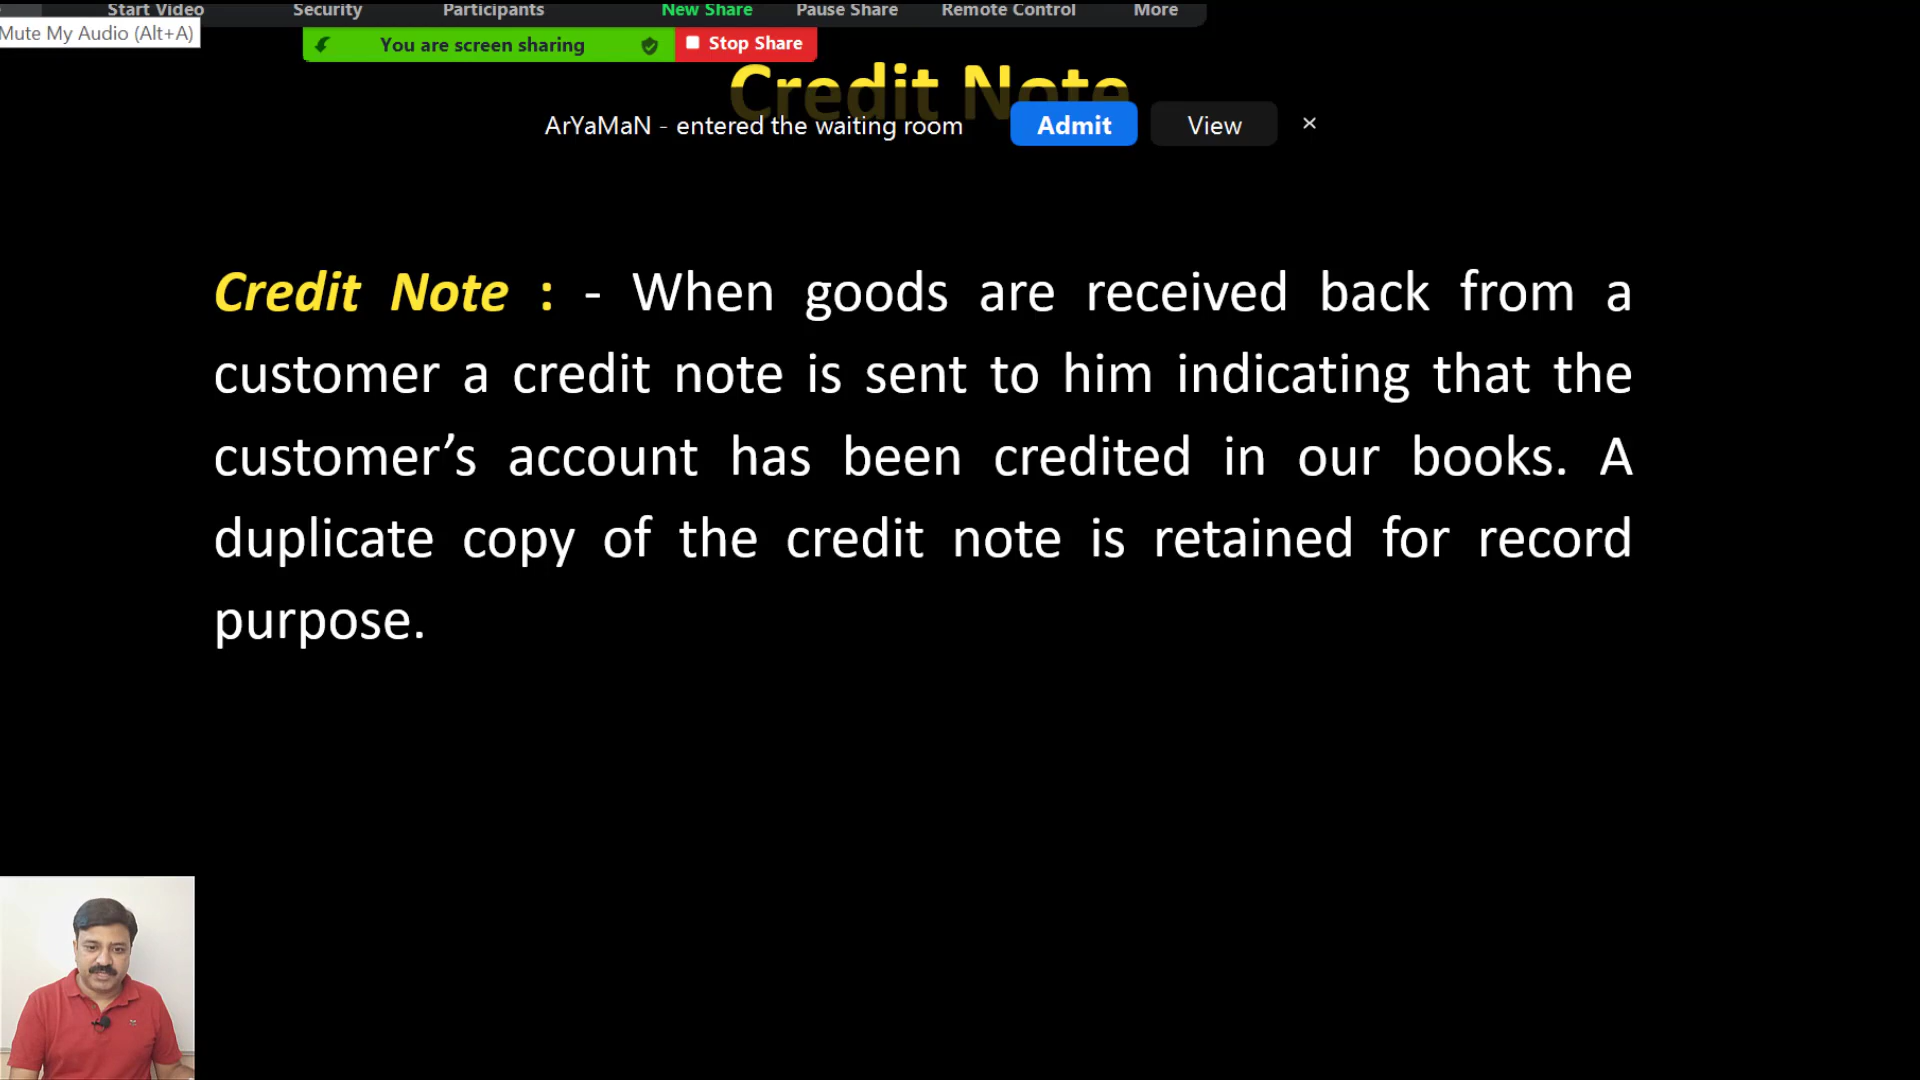 Start Video Security Participants New Share Pause Share Remote Control More
Mute My Audio (Alt+A)
You are screen sharing Stop Share
Credit Note
ArYaMaN - entered the waiting room Admit View ×
Credit Note : - When goods are received back from a
customer a credit note is sent to him indicating that the
customer’s account has been credited in our books. A
duplicate copy of the credit note is retained for record
purpose.